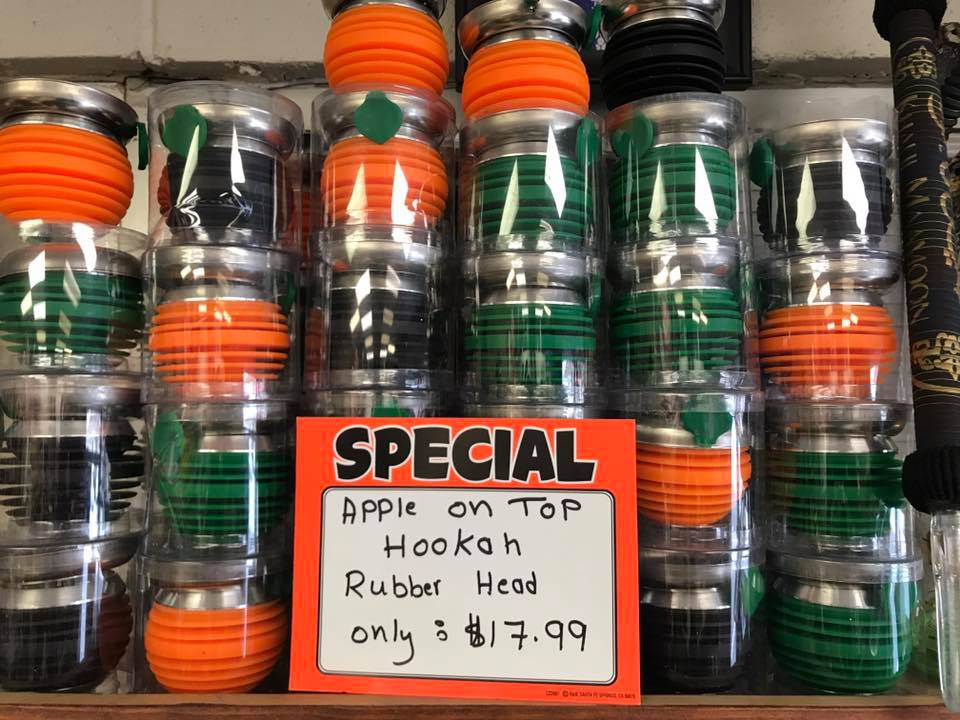 SPECIAL
Apple on Top
Hookah
Rubber Head
only : $17.99